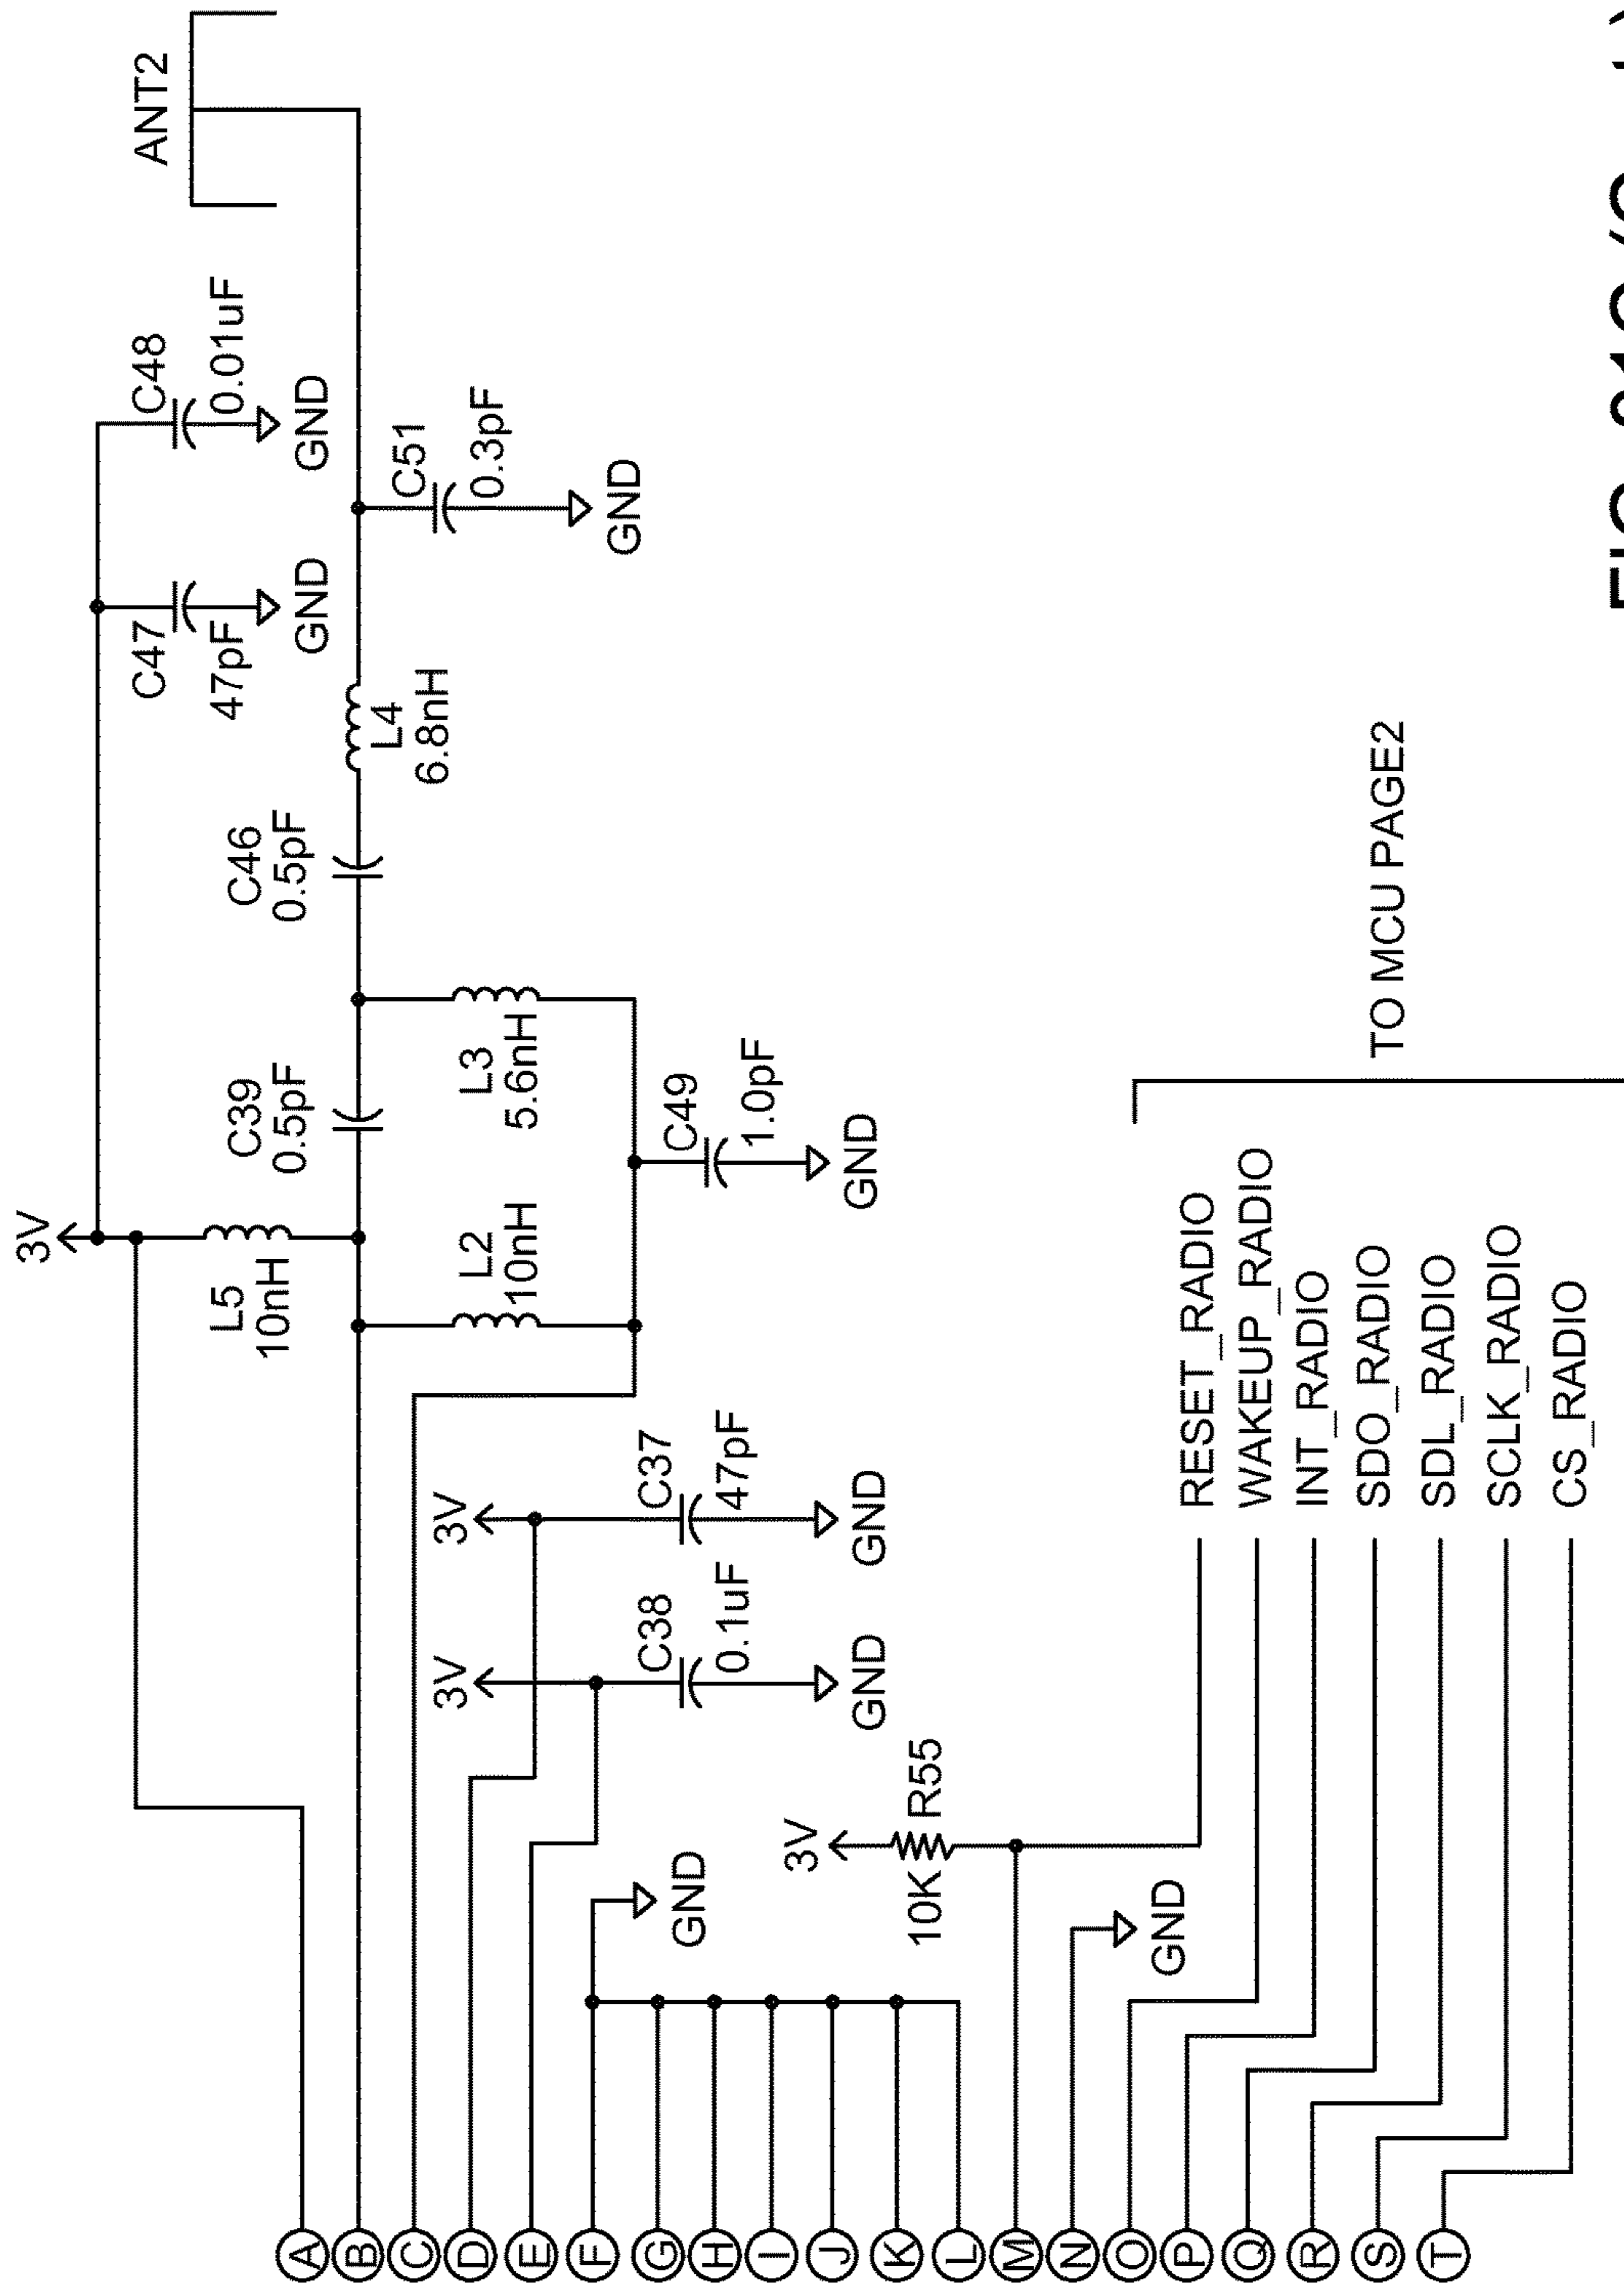 3V
ANT2
C47
47pF
GND
C48
0.01uF
GND
L5
10nH
C39
0.5pF
C46
0.5pF
L4
6.8nH
C51
0.3pF
GND
L2
10nH
L3
5.6nH
C49
1.0pF
GND
3V
C38
0.1uF
GND
3V
C37
47pF
GND
GND
3V
10K
R55
GND
A
B
C
D
E
F
G
H
I
J
K
L
M
N
O
P
Q
R
S
T
RESET_RADIO
WAKEUP_RADIO
INT_RADIO
SDO_RADIO
SDL_RADIO
SCLK_RADIO
CS_RADIO
TO MCU PAGE2